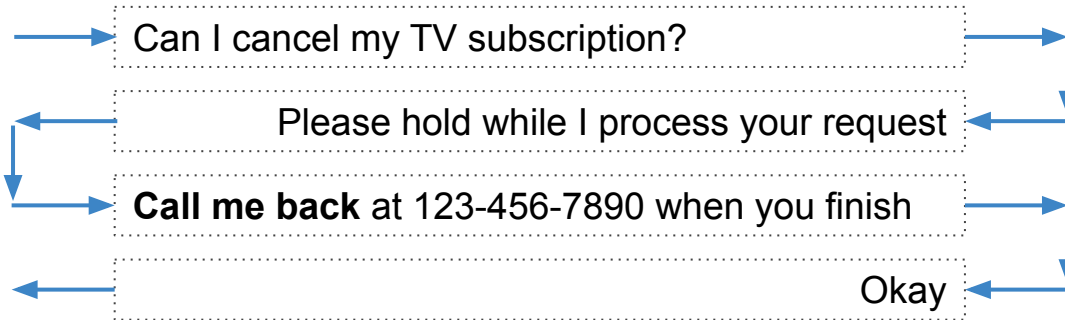 Can I cancel my TV subscription?
Please hold while I process your request
Call me back at 123-456-7890 when you finish
Okay